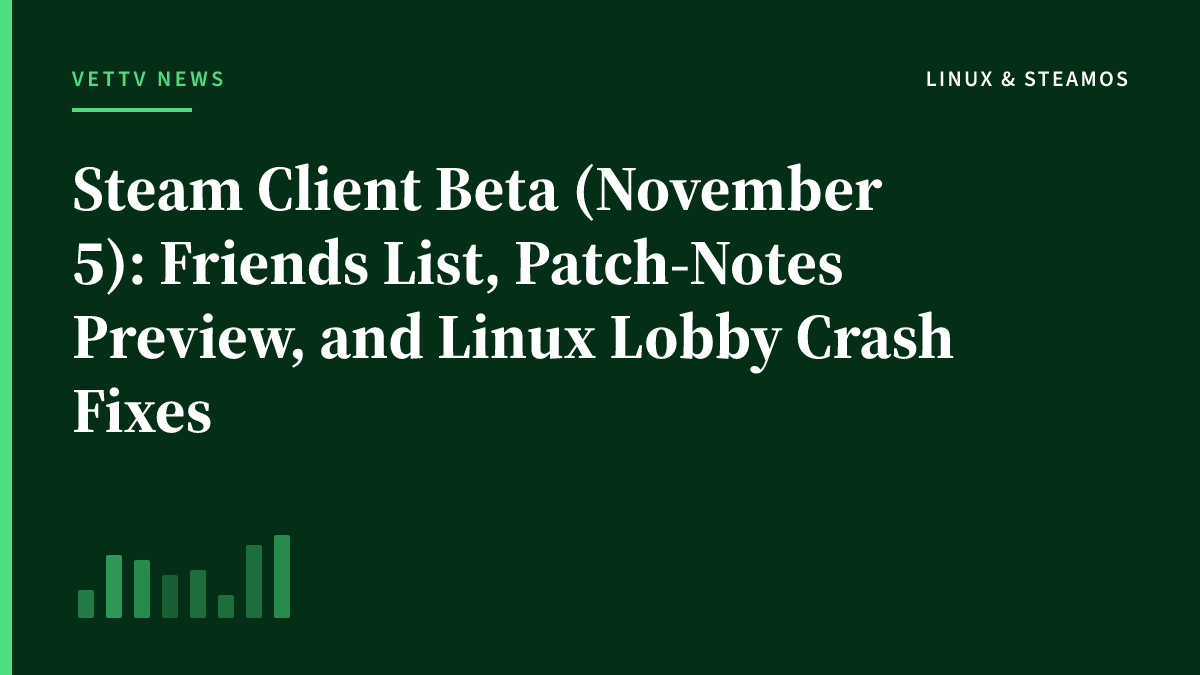 VETTV NEWS
LINUX & STEAMOS
Steam Client Beta (November
5): Friends List, Patch-Notes
Preview, and Linux Lobby Crash
Fixes